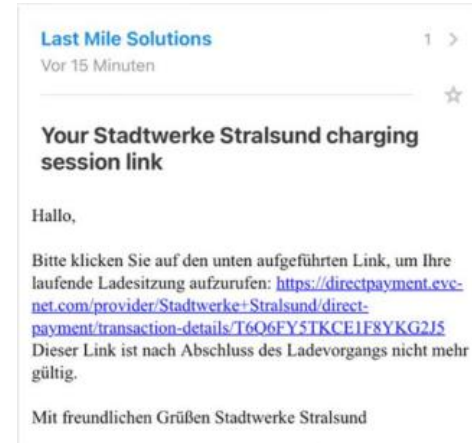 Last Mile Solutions
1 >
Vor 15 Minuten
Your Stadtwerke Stralsund charging
session link
Hallo,
Bitte klicken Sie auf den unten aufgeführten Link, um Ihre
laufende Ladesitzung aufzurufen: https://directpayment.evc-
net.com/provider/Stadtwerke+Stralsund/direct-
payment/transaction-details/T6Q6FY5TKCE1F8YKG2J5
Dieser Link ist nach Abschluss des Ladevorgangs nicht mehr
gültig.
Mit freundlichen Grüßen Stadtwerke Stralsund